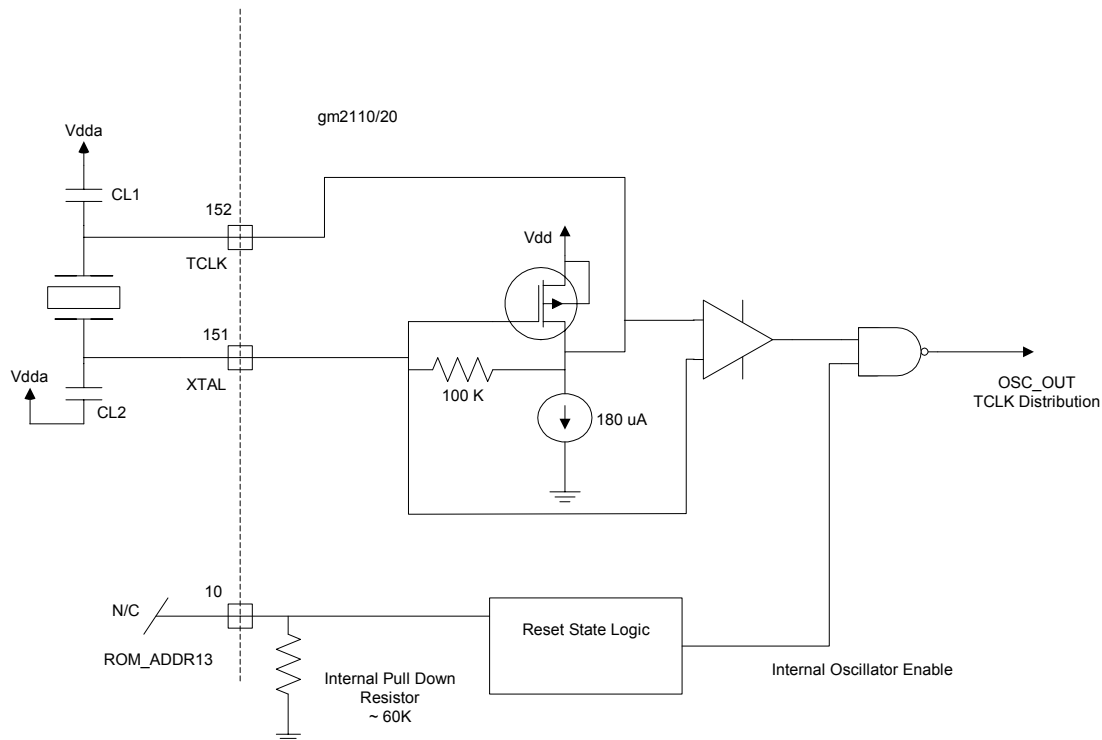 gm2110/20
Vdda
CL1
152
TCLK
Vdd
151
XTAL
Vdda
CL2
100 K
180 uA
OSC_OUT
TCLK Distribution
10
N/C
ROM_ADDR13
Reset State Logic
Internal Oscillator Enable
Internal Pull Down
Resistor
~ 60K